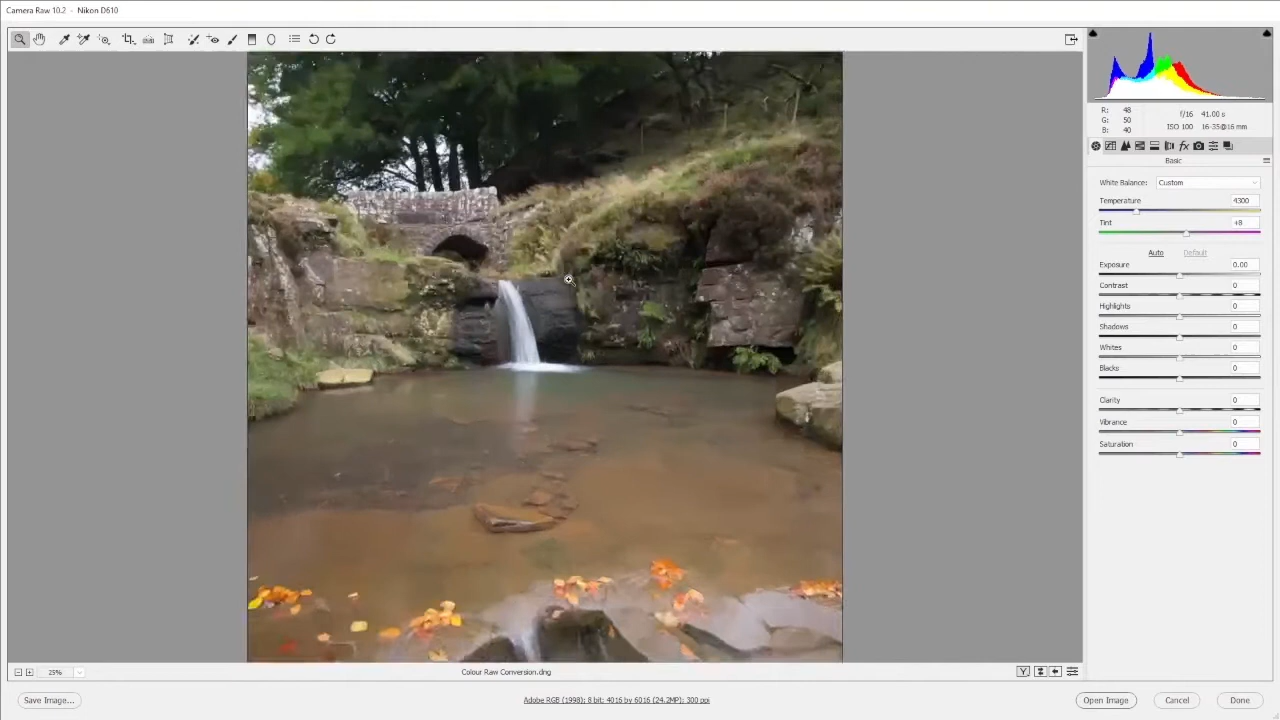 Camera Raw 10.2 - Nikon D610
R: 48
G: 50
B: 40
f/16 41.00 s
ISO 100 16-35@16 mm
Basic
White Balance: Custom
Temperature 4300
Tint +8
Auto Default
Exposure 0.00
Contrast 0
Highlights 0
Shadows 0
Whites 0
Blacks 0
Clarity 0
Vibrance 0
Saturation 0
25%
Colour Raw Conversion.dng
Y
Save Image...
Adobe RGB (1998); 8 bit; 4016 by 6016 (24.2MP); 300 ppi
Open Image
Cancel
Done